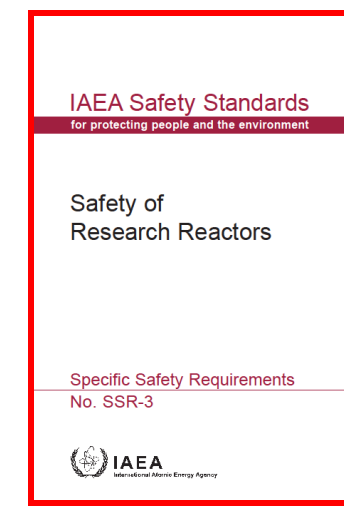 IAEA Safety Standards
for protecting people and the environment
Safety of
Research Reactors
Specific Safety Requirements
No. SSR-3
IAEA
International Atomic Energy Agency